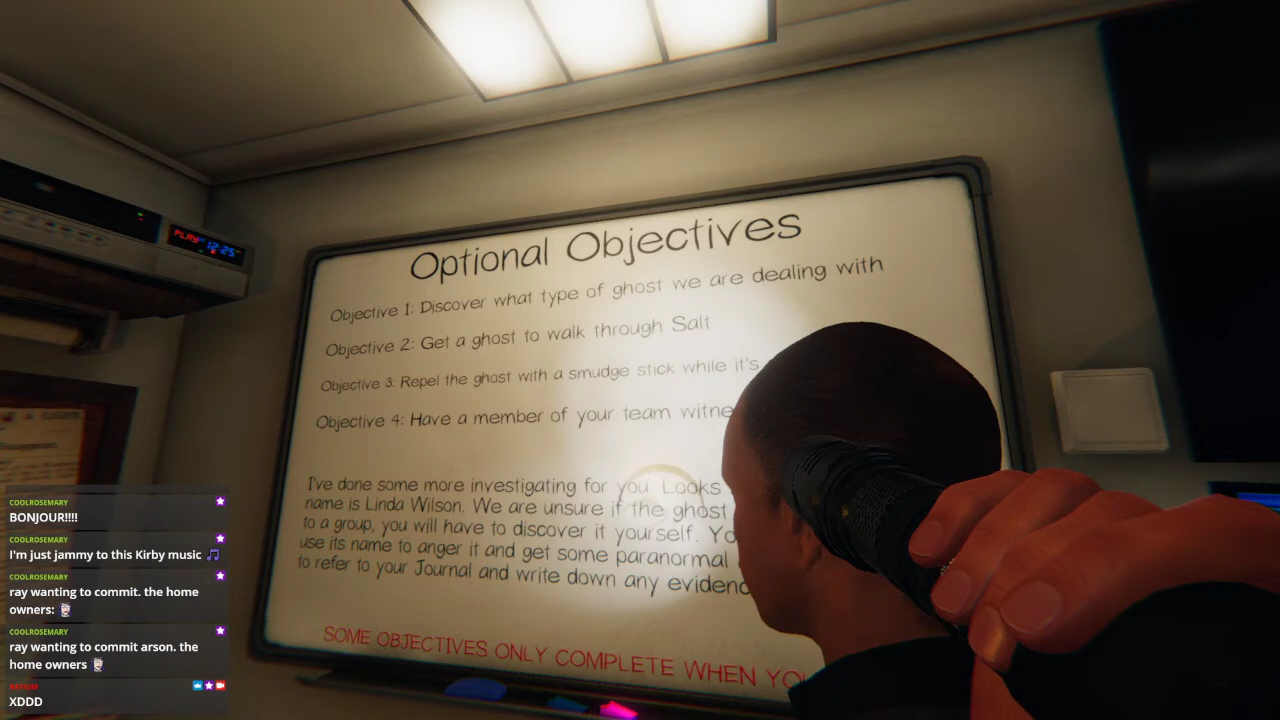 PLAY 12:25
Optional Objectives
Objective 1: Discover what type of ghost we are dealing with
Objective 2: Get a ghost to walk through Salt
Objective 3: Repel the ghost with a smudge stick while it's
Objective 4: Have a member of your team
I've done some more investigating for you. Looks
name is Linda Wilson. We are unsure if the ghost
to a group, you will have to discover it yourself.
use its name to anger it and get some paranormal
to refer to your Journal and write down any
SOME OBJECTIVES ONLY COMPLETE WHEN
COOLROSEMARY
BONJOUR!!!!
COOLROSEMARY
I'm just jammy to this Kirby music
COOLROSEMARY
ray wanting to commit. the home
owners:
COOLROSEMARY
ray wanting to commit arson. the
home owners
XDDD